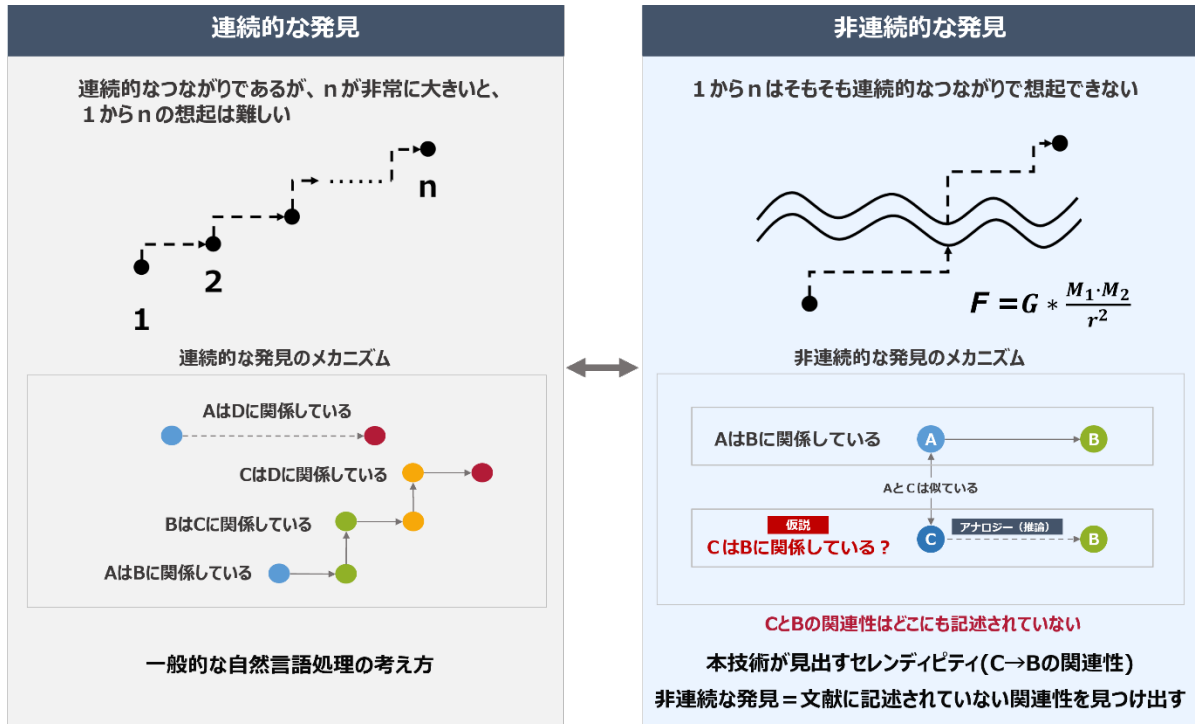 連続的な発見
連続的なつながりであるが、nが非常に大きいと、
１からｎの想起は難しい
n
2
1
連続的な発見のメカニズム
AはDに関係している
CはDに関係している
BはCに関係している
AはBに関係している
一般的な自然言語処理の考え方
非連続的な発見
１からｎはそもそも連続的なつながりで想起できない
F = G * M₁·M₂ / r²
非連続的な発見のメカニズム
AはBに関係している A B
AとＣは似ている
仮説
CはBに関係している？ C アナロジー（推論） B
CとBの関連性はどこにも記述されていない
本技術が見出すセレンディピティ(C→Bの関連性)
非連続な発見＝文献に記述されていない関連性を見つけ出す